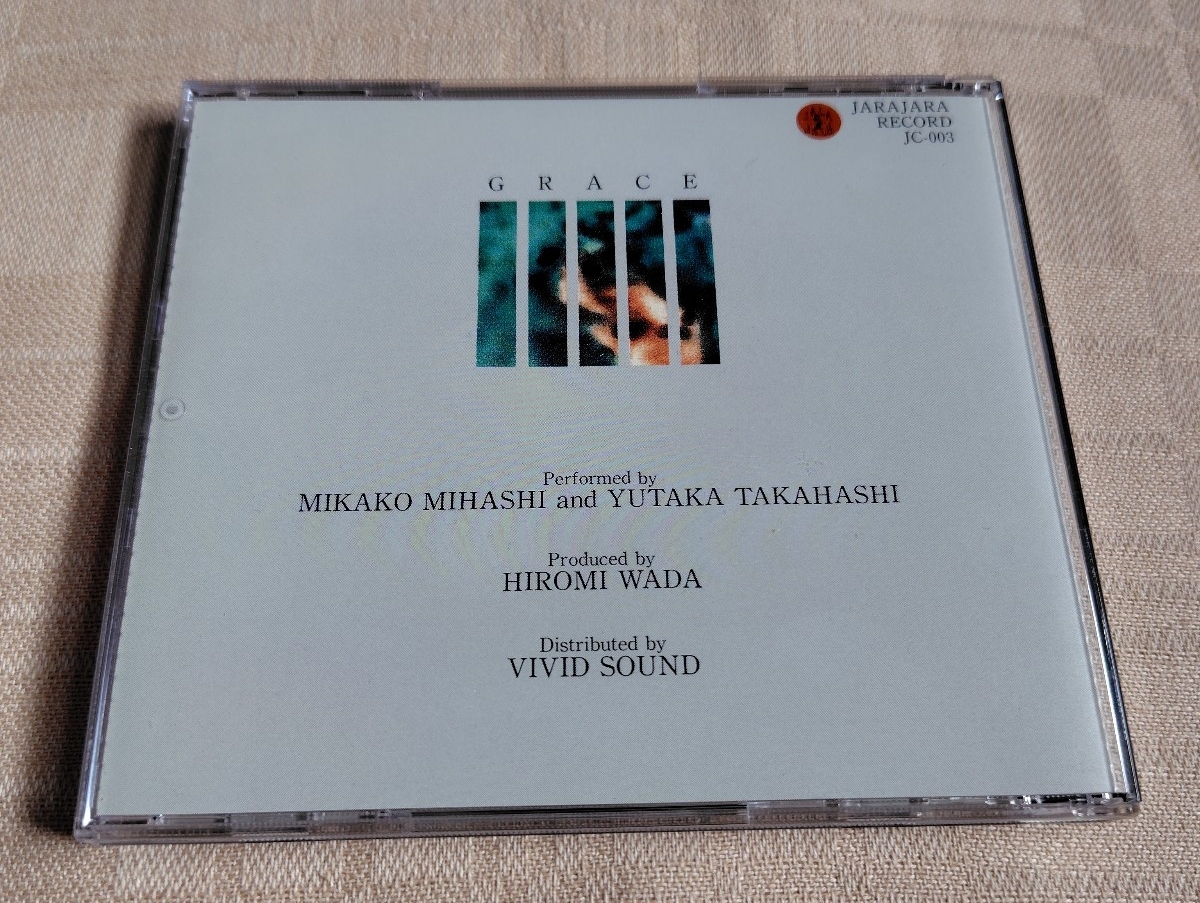 JARAJARA
RECORD
JC-003
GRACE
Performed by
MIKAKO MIHASHI and YUTAKA TAKAHASHI
Produced by
HIROMI WADA
Distributed by
VIVID SOUND